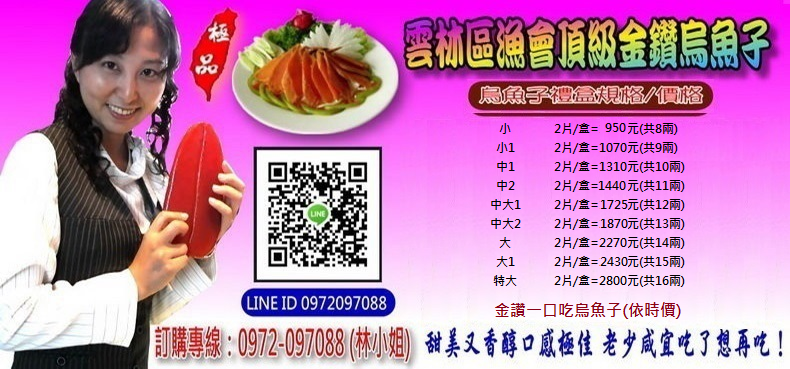 極品
雲林區漁會頂級金鑽烏魚子
烏魚子禮盒規格/價格
小 2片/盒= 950元(共8兩)
小1 2片/盒=1070元(共9兩)
中1 2片/盒=1310元(共10兩)
中2 2片/盒=1440元(共11兩)
中大1 2片/盒=1725元(共12兩)
中大2 2片/盒=1870元(共13兩)
大 2片/盒=2270元(共14兩)
大1 2片/盒=2430元(共15兩)
特大 2片/盒=2800元(共16兩)
金讚一口吃烏魚子(依時價)
LINE
LINE ID 0972097088
訂購專線：0972-097088 (林小姐)
甜美又香醇口感極佳 老少咸宜吃了想再吃！